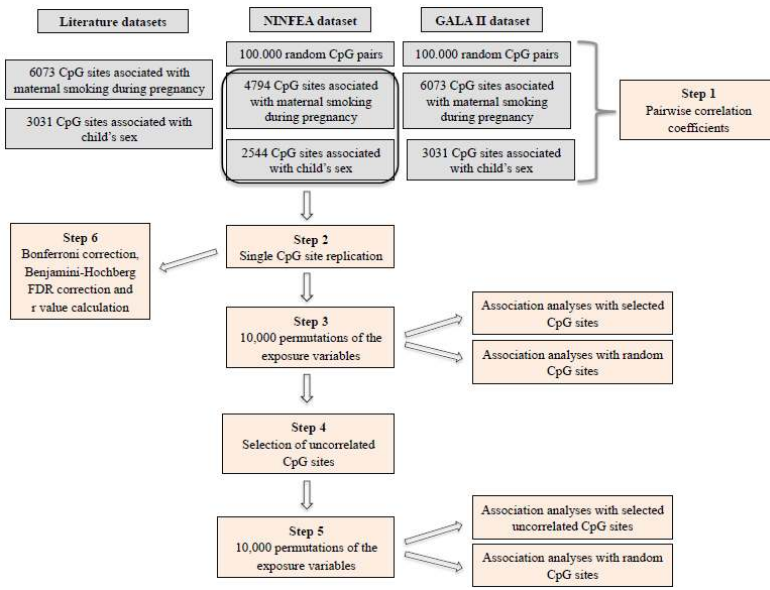 Literature datasets
NINFEA dataset
GALA II dataset
100.000 random CpG pairs
100.000 random CpG pairs
6073 CpG sites asociated with
maternal smoking during pregnancy
4794 CpG sites asociated
with maternal smoking
during pregnancy
6073 CpG sites asociated
with maternal smoking
during pregnancy
Step 1
Pairwise correlation
coefficients
3031 CpG sites associated with
child's sex
2544 CpG sites associated
with child's sex
3031 CpG sites associated
with child's sex
Step 6
Bonferroni correction,
Benjamini-Hochberg
FDR correction and
r value calculation
Step 2
Single CpG site replication
Step 3
10,000 permutations of the
exposure variables
Association analyses with selected
CpG sites
Association analyses with random
CpG sites
Step 4
Selection of uncorrelated
CpG sites
Step 5
10,000 permutations of the
exposure variables
Association analyses with selected
uncorrelated CpG sites
Association analyses with random
CpG sites